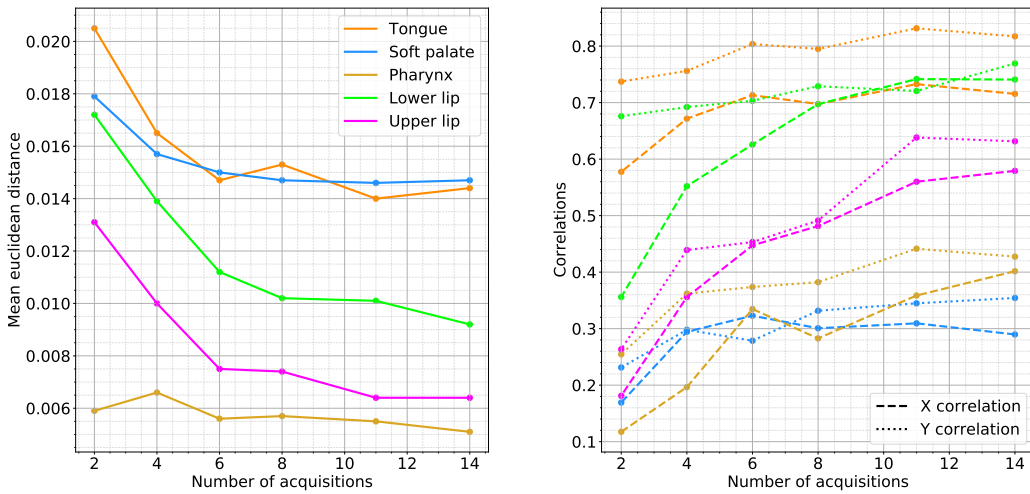 Mean euclidean distance
0.020
0.018
0.016
0.014
0.012
0.010
0.008
0.006
2 4 6 8 10 12 14
Number of acquisitions
Tongue
Soft palate
Pharynx
Lower lip
Upper lip
Correlations
0.8
0.7
0.6
0.5
0.4
0.3
0.2
0.1
2 4 6 8 10 12 14
Number of acquisitions
X correlation
Y correlation